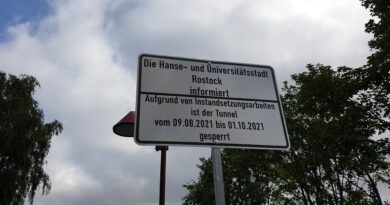 Die Hanse- und Universitätsstadt
Rostock
informiert
Aufgrund von Instandsetzungsarbeiten
ist der Tunnel
vom 09.08.2021 bis 01.10.2021
gesperrt